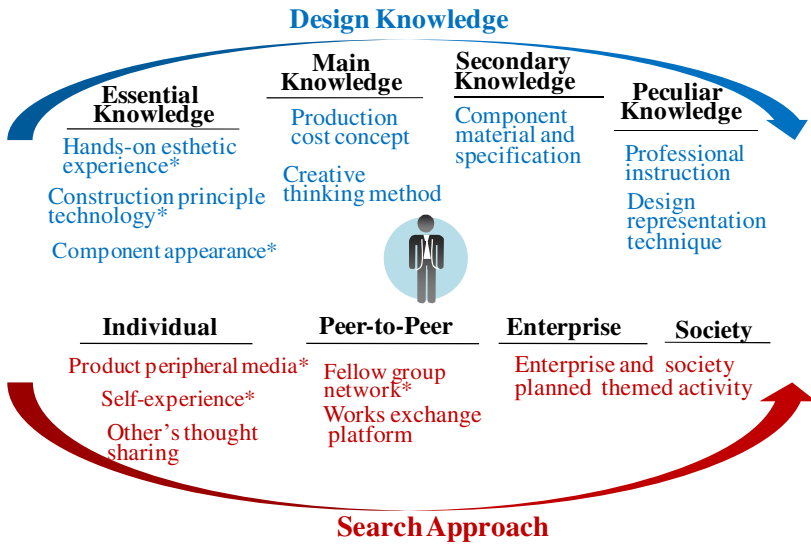 Design Knowledge
Essential
Knowledge
Hands-on esthetic
experience*
Construction principle
technology*
Component appearance*
Main
Knowledge
Production
cost concept
Creative
thinking method
Secondary
Knowledge
Component
material and
specification
Peculiar
Knowledge
Professional
instruction
Design
representation
technique
Individual
Product peripheral media*
Self-experience*
Other's thought
sharing
Peer-to-Peer
Fellow group
network*
Works exchange
platform
Enterprise
Society
Enterprise and society
planned themed activity
Search Approach